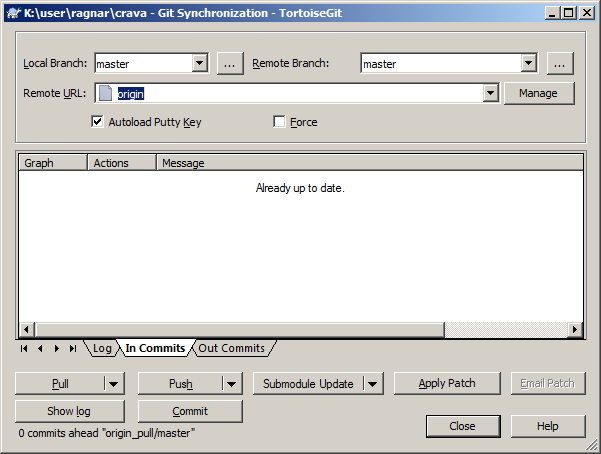 K:\user\ragnar\crava - Git Synchronization - TortoiseGit
Local Branch: master ... Remote Branch: master ...
Remote URL: origin Manage
Autoload Putty Key Force
Graph Actions Message
Already up to date.
Log In Commits Out Commits
Pull Push Submodule Update Apply Patch Email Patch
Show log Commit
0 commits ahead "origin_pull/master" Close Help